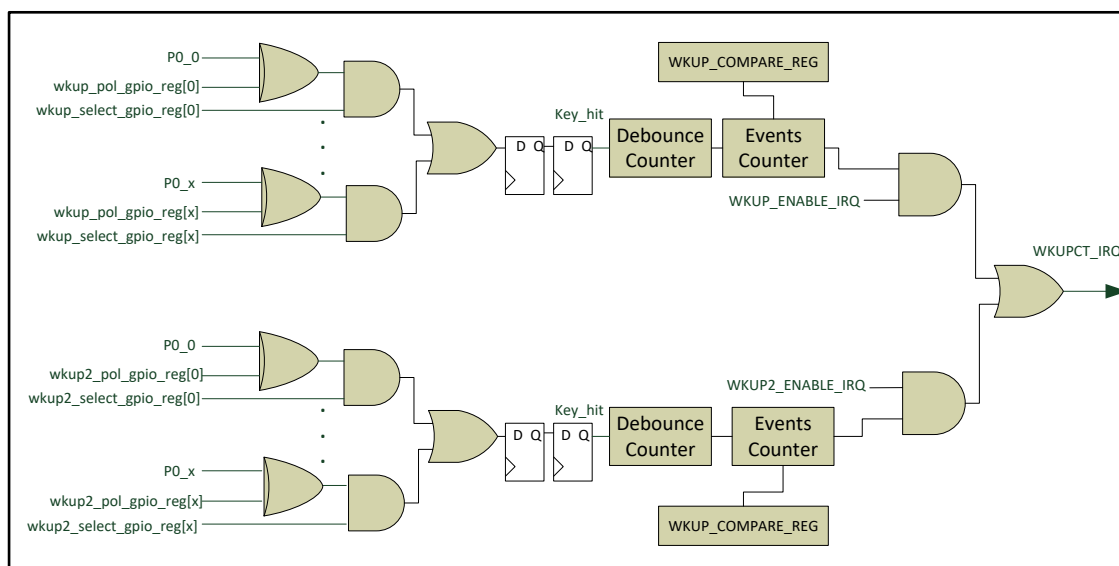 P0_0
wkup_pol_gpio_reg[0]
wkup_select_gpio_reg[0]
P0_x
wkup_pol_gpio_reg[x]
wkup_select_gpio_reg[x]
D Q
D Q
Key_hit
Debounce
Counter
WKUP_COMPARE_REG
Events
Counter
WKUP_ENABLE_IRQ
WKUPCT_IRQ
P0_0
wkup2_pol_gpio_reg[0]
wkup2_select_gpio_reg[0]
P0_x
wkup2_pol_gpio_reg[x]
wkup2_select_gpio_reg[x]
D Q
D Q
Key_hit
Debounce
Counter
Events
Counter
WKUP2_ENABLE_IRQ
WKUP_COMPARE_REG